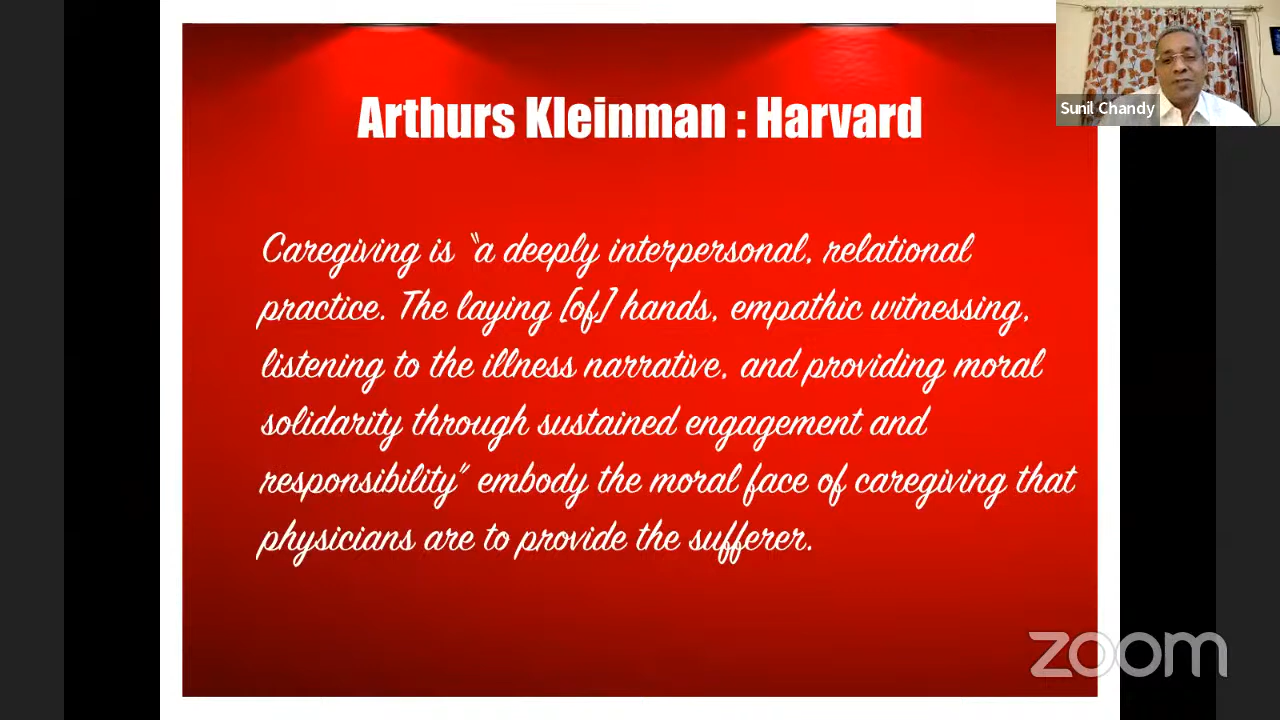 Arthurs Kleinman : Harvard
Caregiving is “a deeply interpersonal, relational
practice. The laying [of] hands, empathic witnessing,
listening to the illness narrative, and providing moral
solidarity through sustained engagement and
responsibility” embody the moral face of caregiving that
physicians are to provide the sufferer.
Sunil Chandy
zoom